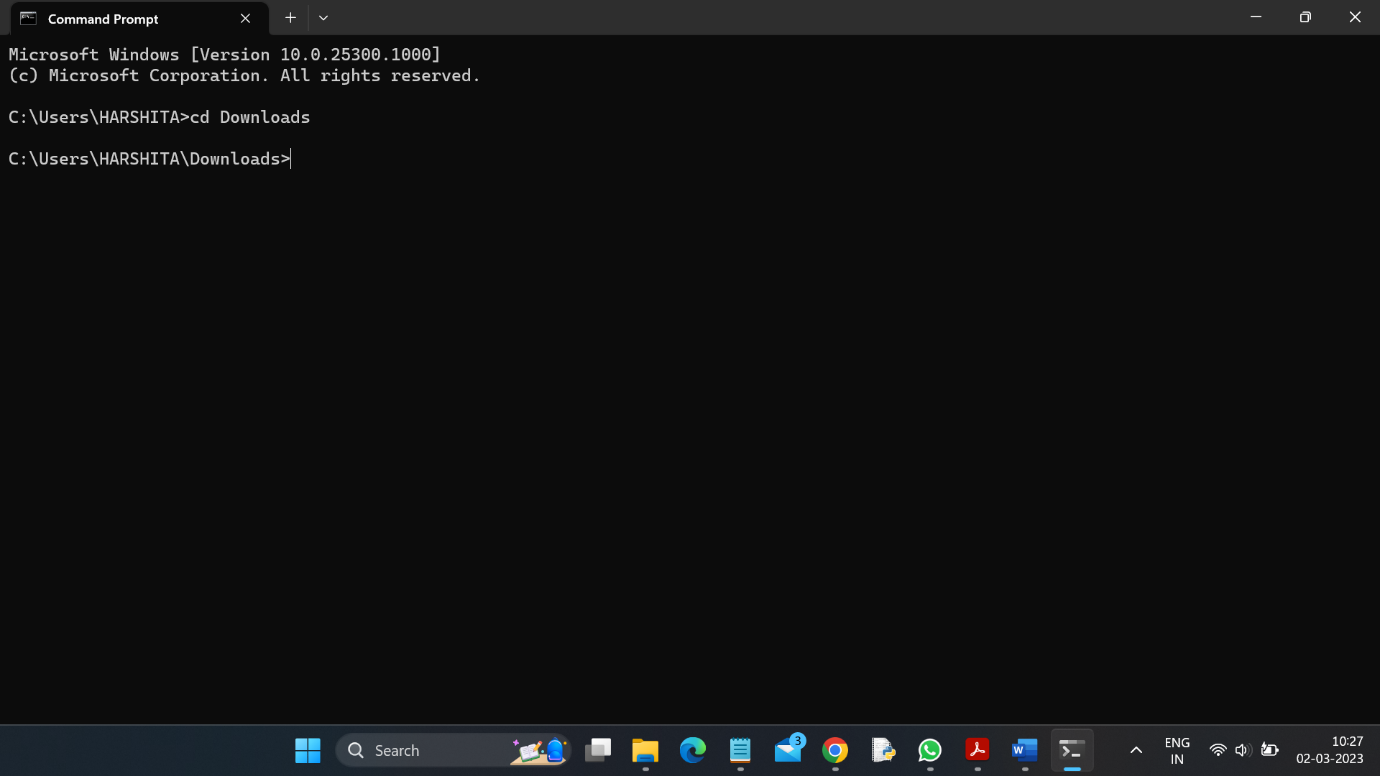 Command Prompt
Microsoft Windows [Version 10.0.25300.1000]
(c) Microsoft Corporation. All rights reserved.
C:\Users\HARSHITA>cd Downloads
C:\Users\HARSHITA\Downloads>
Search
3
ENG
IN
10:27
02-03-2023